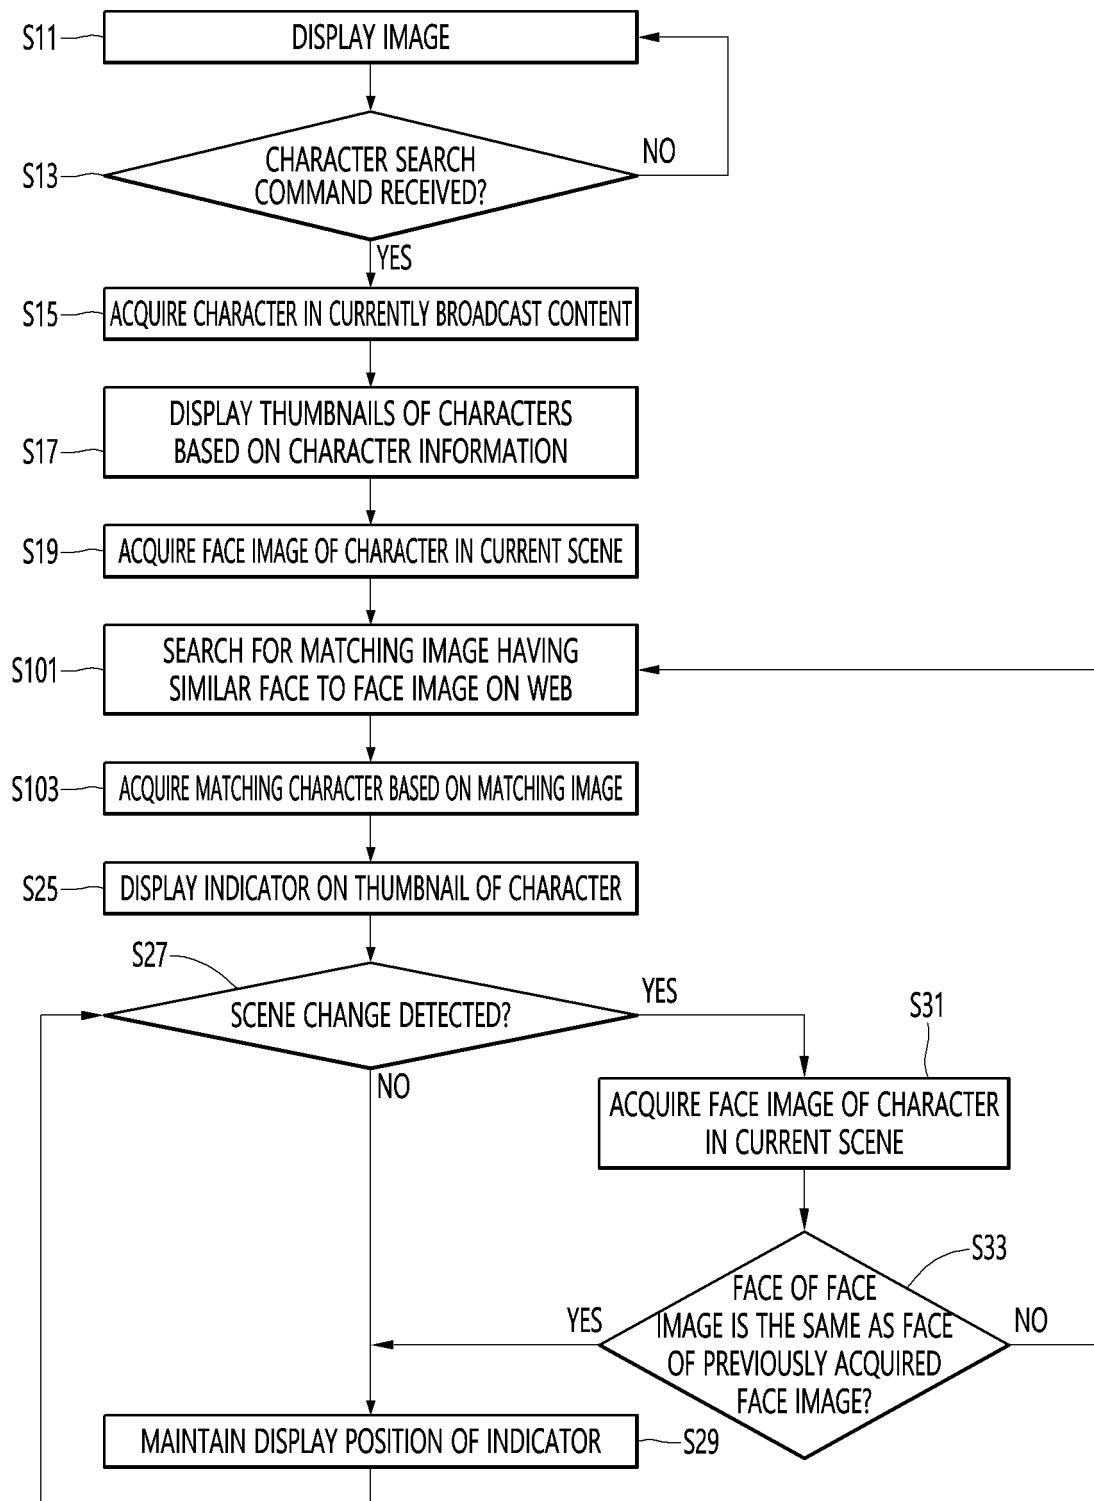 S11
DISPLAY IMAGE
S13
CHARACTER SEARCH
COMMAND RECEIVED?
NO
YES
S15
ACQUIRE CHARACTER IN CURRENTLY BROADCAST CONTENT
S17
DISPLAY THUMBNAILS OF CHARACTERS
BASED ON CHARACTER INFORMATION
S19
ACQUIRE FACE IMAGE OF CHARACTER IN CURRENT SCENE
S101
SEARCH FOR MATCHING IMAGE HAVING
SIMILAR FACE TO FACE IMAGE ON WEB
S103
ACQUIRE MATCHING CHARACTER BASED ON MATCHING IMAGE
S25
DISPLAY INDICATOR ON THUMBNAIL OF CHARACTER
S27
SCENE CHANGE DETECTED?
YES
NO
S31
ACQUIRE FACE IMAGE OF CHARACTER
IN CURRENT SCENE
S33
FACE OF FACE
IMAGE IS THE SAME AS FACE
OF PREVIOUSLY ACQUIRED
FACE IMAGE?
YES
NO
MAINTAIN DISPLAY POSITION OF INDICATOR
S29